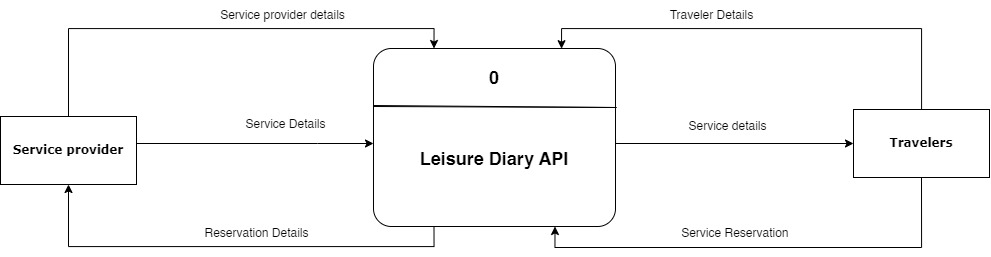 Service provider details
Traveler Details
0
Service Details
Service details
Service provider
Leisure Diary API
Travelers
Reservation Details
Service Reservation